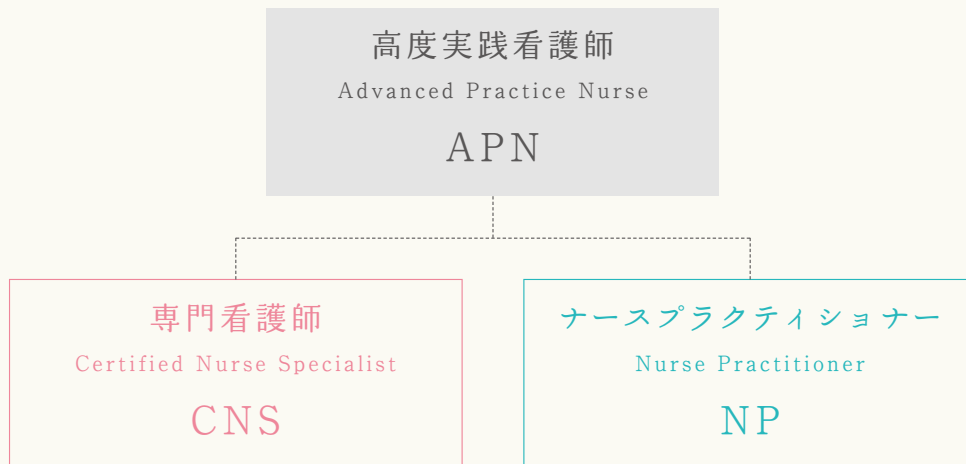 高度実践看護師
Advanced Practice Nurse
APN
専門看護師
Certified Nurse Specialist
CNS
ナースプラクティショナー
Nurse Practitioner
NP